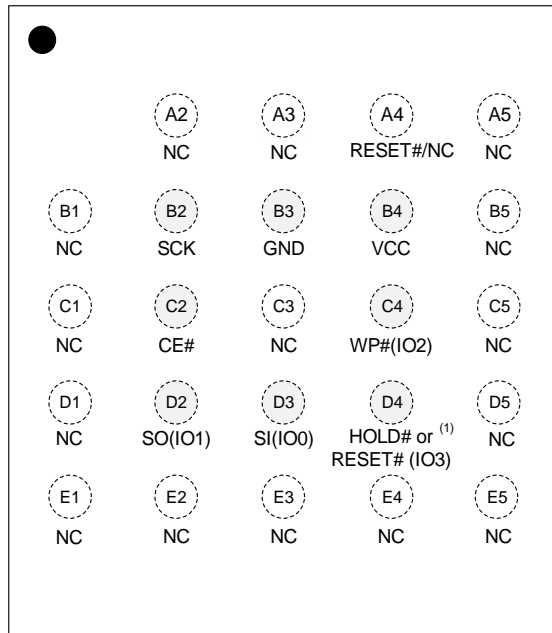 A2 A3 A4 A5
NC NC RESET#/NC NC
B1 B2 B3 B4 B5
NC SCK GND VCC NC
C1 C2 C3 C4 C5
NC CE# NC WP#(IO2) NC
D1 D2 D3 D4 D5
NC SO(IO1) SI(IO0) HOLD# or (1) NC
RESET# (IO3)
E1 E2 E3 E4 E5
NC NC NC NC NC